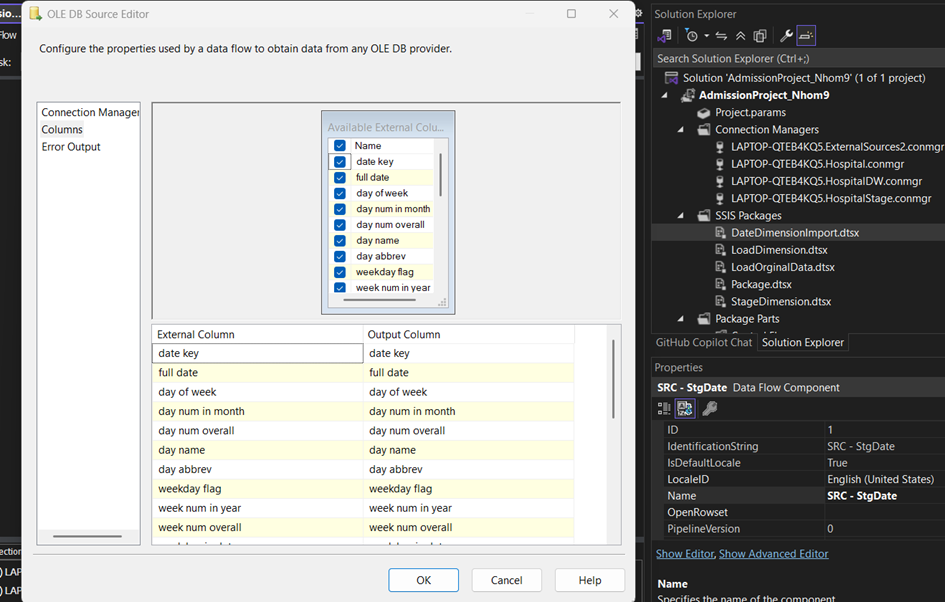 sio...
OLE DB Source Editor
Flow
sk:
Configure the properties used by a data flow to obtain data from any OLE DB provider.
Connection Manager
Columns
Error Output
Available External Colu...
Name
date key
full date
day of week
day num in month
day num overall
day name
day abbrev
weekday flag
week num in year
External Column
Output Column
date key
date key
full date
full date
day of week
day of week
day num in month
day num in month
day num overall
day num overall
day name
day name
day abbrev
day abbrev
weekday flag
weekday flag
week num in year
week num in year
week num overall
week num overall
OK
Cancel
Help
ection
) LAP
) LAP
Solution Explorer
Search Solution Explorer (Ctrl+;)
Solution 'AdmissionProject_Nhom9' (1 of 1 project)
AdmissionProject_Nhom9
Project.params
Connection Managers
LAPTOP-QTEB4KQ5.ExternalSources2.conmgr
LAPTOP-QTEB4KQ5.Hospital.conmgr
LAPTOP-QTEB4KQ5.HospitalDW.conmgr
LAPTOP-QTEB4KQ5.HospitalStage.conmgr
SSIS Packages
DateDimensionImport.dtsx
LoadDimension.dtsx
LoadOrginalData.dtsx
Package.dtsx
StageDimension.dtsx
Package Parts
GitHub Copilot Chat
Solution Explorer
Properties
SRC - StgDate Data Flow Component
ID
1
IdentificationString
SRC - StgDate
IsDefaultLocale
True
LocaleID
English (United States)
Name
SRC - StgDate
OpenRowset
PipelineVersion
0
Show Editor, Show Advanced Editor
Name
Specifies the name of the component